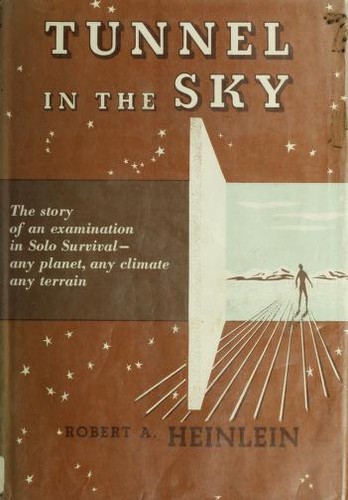 TUNNEL
IN THE SKY
The story
of an examination
in Solo Survival—
any planet, any climate
any terrain
ROBERT A. HEINLEIN